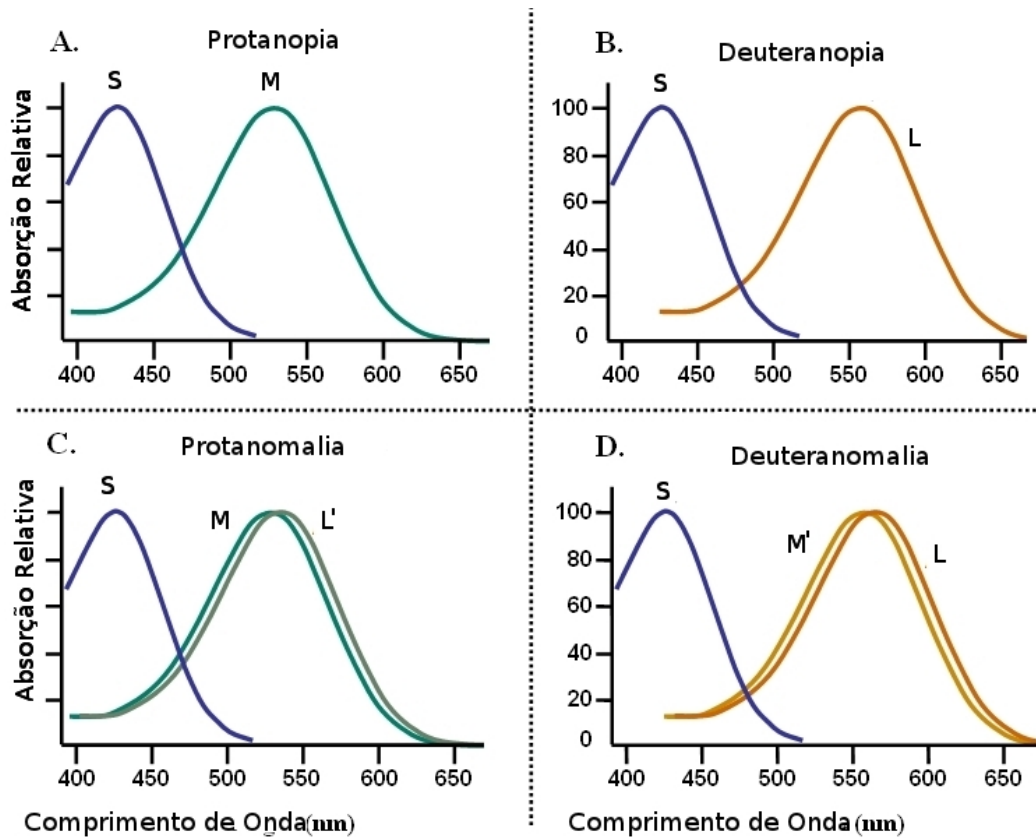 A.
Protanopia
S
M
Absorção Relativa
400 450 500 550 600 650
B.
Deuteranopia
S
L
100
80
60
40
20
0
400 450 500 550 600 650
C.
Protanomalia
S
M
L'
Absorção Relativa
400 450 500 550 600 650
Comprimento de Onda(nm)
D.
Deuteranomalia
S
M'
L
100
80
60
40
20
0
400 450 500 550 600 650
Comprimento de Onda(nm)